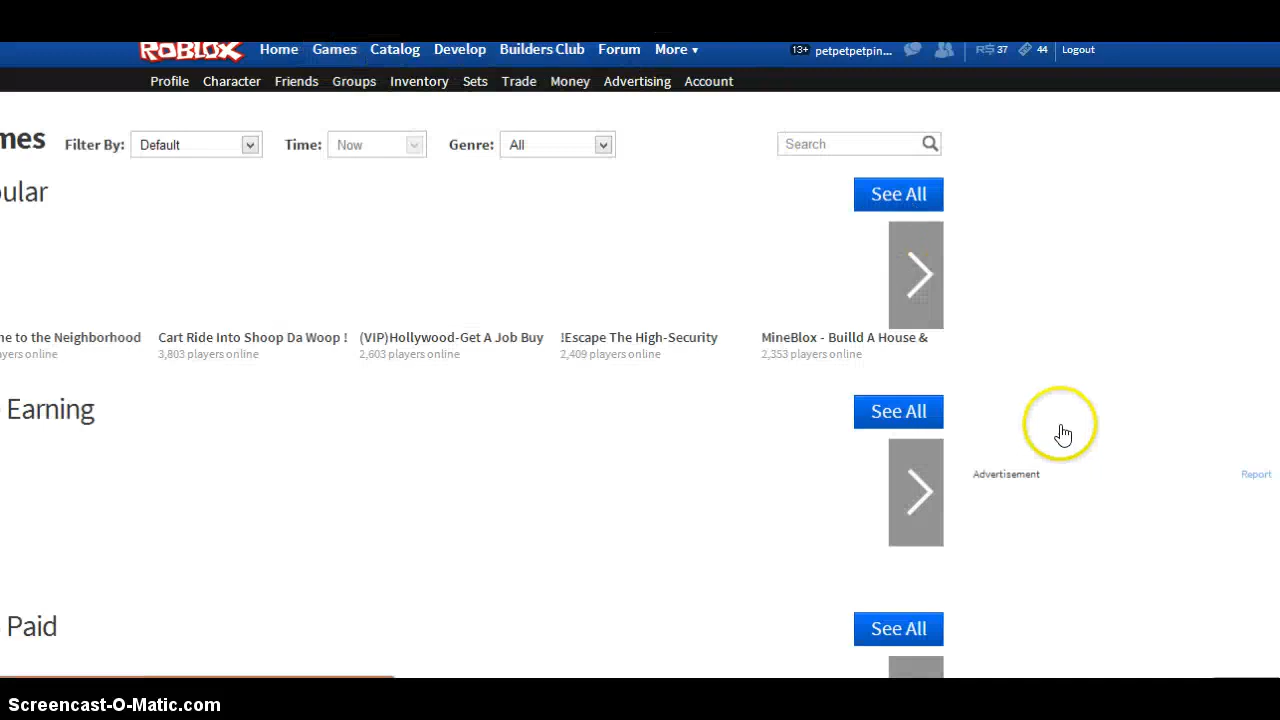 ROBLOX Home Games Catalog Develop Builders Club Forum More ▾ 13+ petpetpetpin... R$ 37 44 Logout
Profile Character Friends Groups Inventory Sets Trade Money Advertising Account
mes Filter By: Default Time: Now Genre: All Search
ular See All
ne to the Neighborhood Cart Ride Into Shoop Da Woop ! (VIP)Hollywood-Get A Job Buy !Escape The High-Security MineBlox - Builld A House &
ayers online 3,803 players online 2,603 players online 2,409 players online 2,353 players online
Earning See All
Advertisement Report
Paid See All
Screencast-O-Matic.com